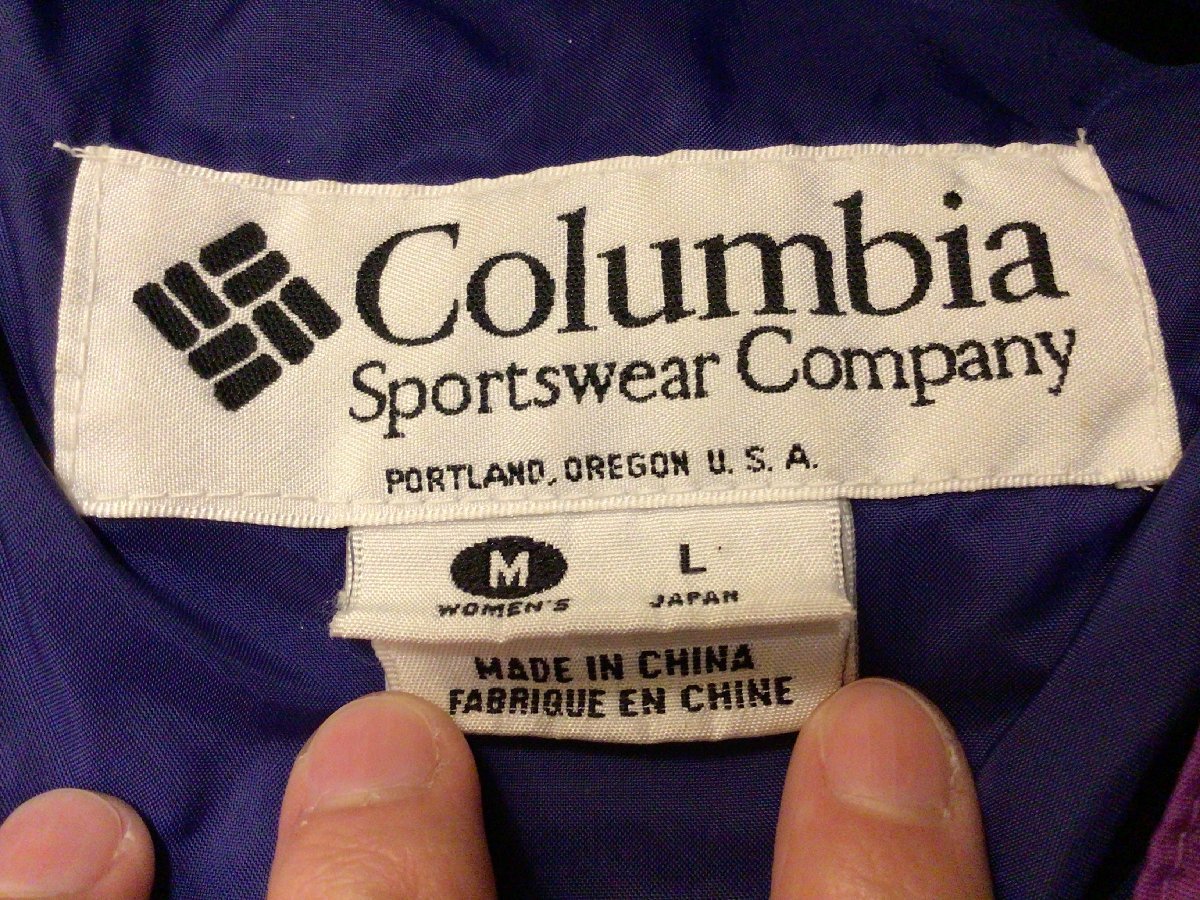 Columbia
Sportswear Company
PORTLAND, OREGON U. S. A.
M L
WOMEN'S JAPAN
MADE IN CHINA
FABRIQUE EN CHINE